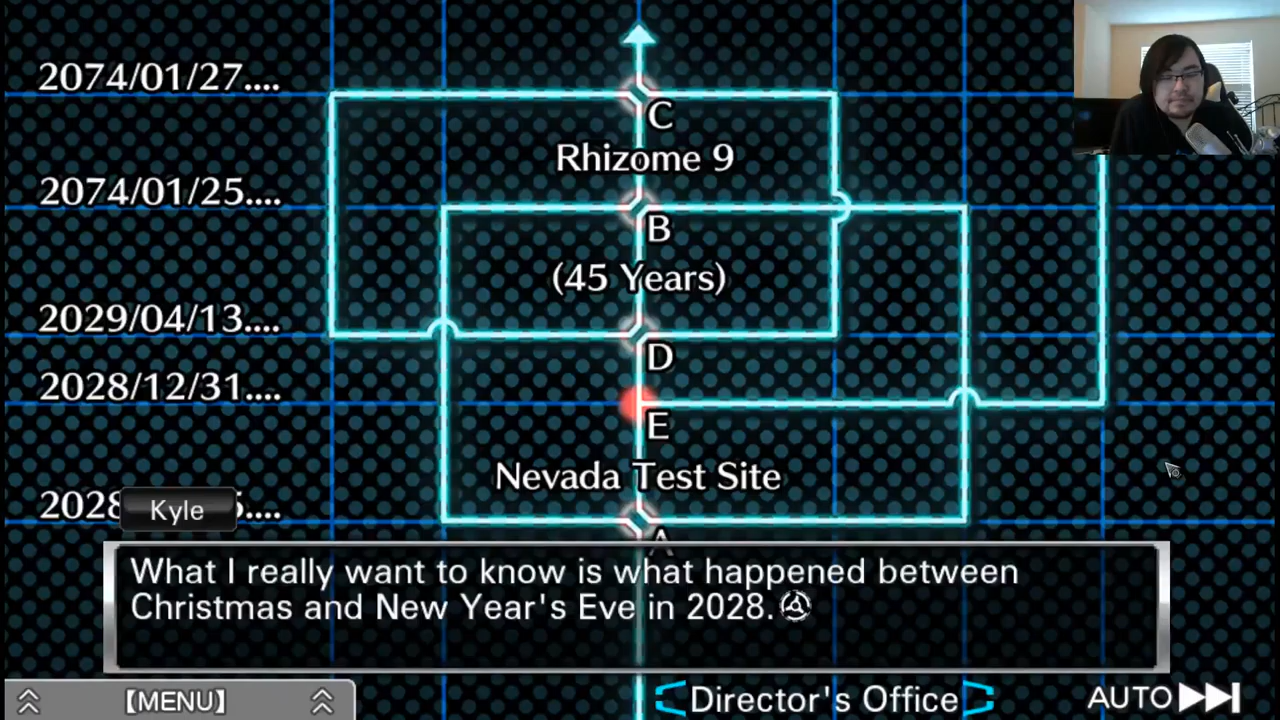 2074/01/27....
C
Rhizome 9
2074/01/25....
B
(45 Years)
2029/04/13....
D
2028/12/31....
E
Nevada Test Site
A
Kyle
What I really want to know is what happened between
Christmas and New Year's Eve in 2028.
【MENU】
Director's Office
AUTO